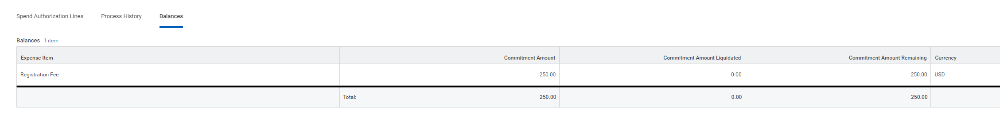 Spend Authorization Lines Process History Balances
Balances 1 item
Expense Item Commitment Amount Commitment Amount Liquidated Commitment Amount Remaining Currency
Registration Fee 250.00 0.00 250.00 USD
Total: 250.00 0.00 250.00